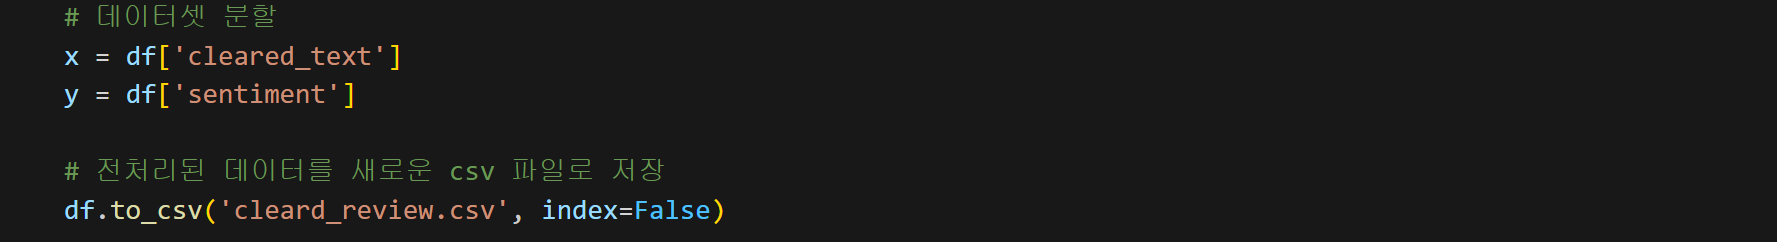 # 데이터셋 분할
x = df['cleared_text']
y = df['sentiment']
# 전처리된 데이터를 새로운 csv 파일로 저장
df.to_csv('cleard_review.csv', index=False)